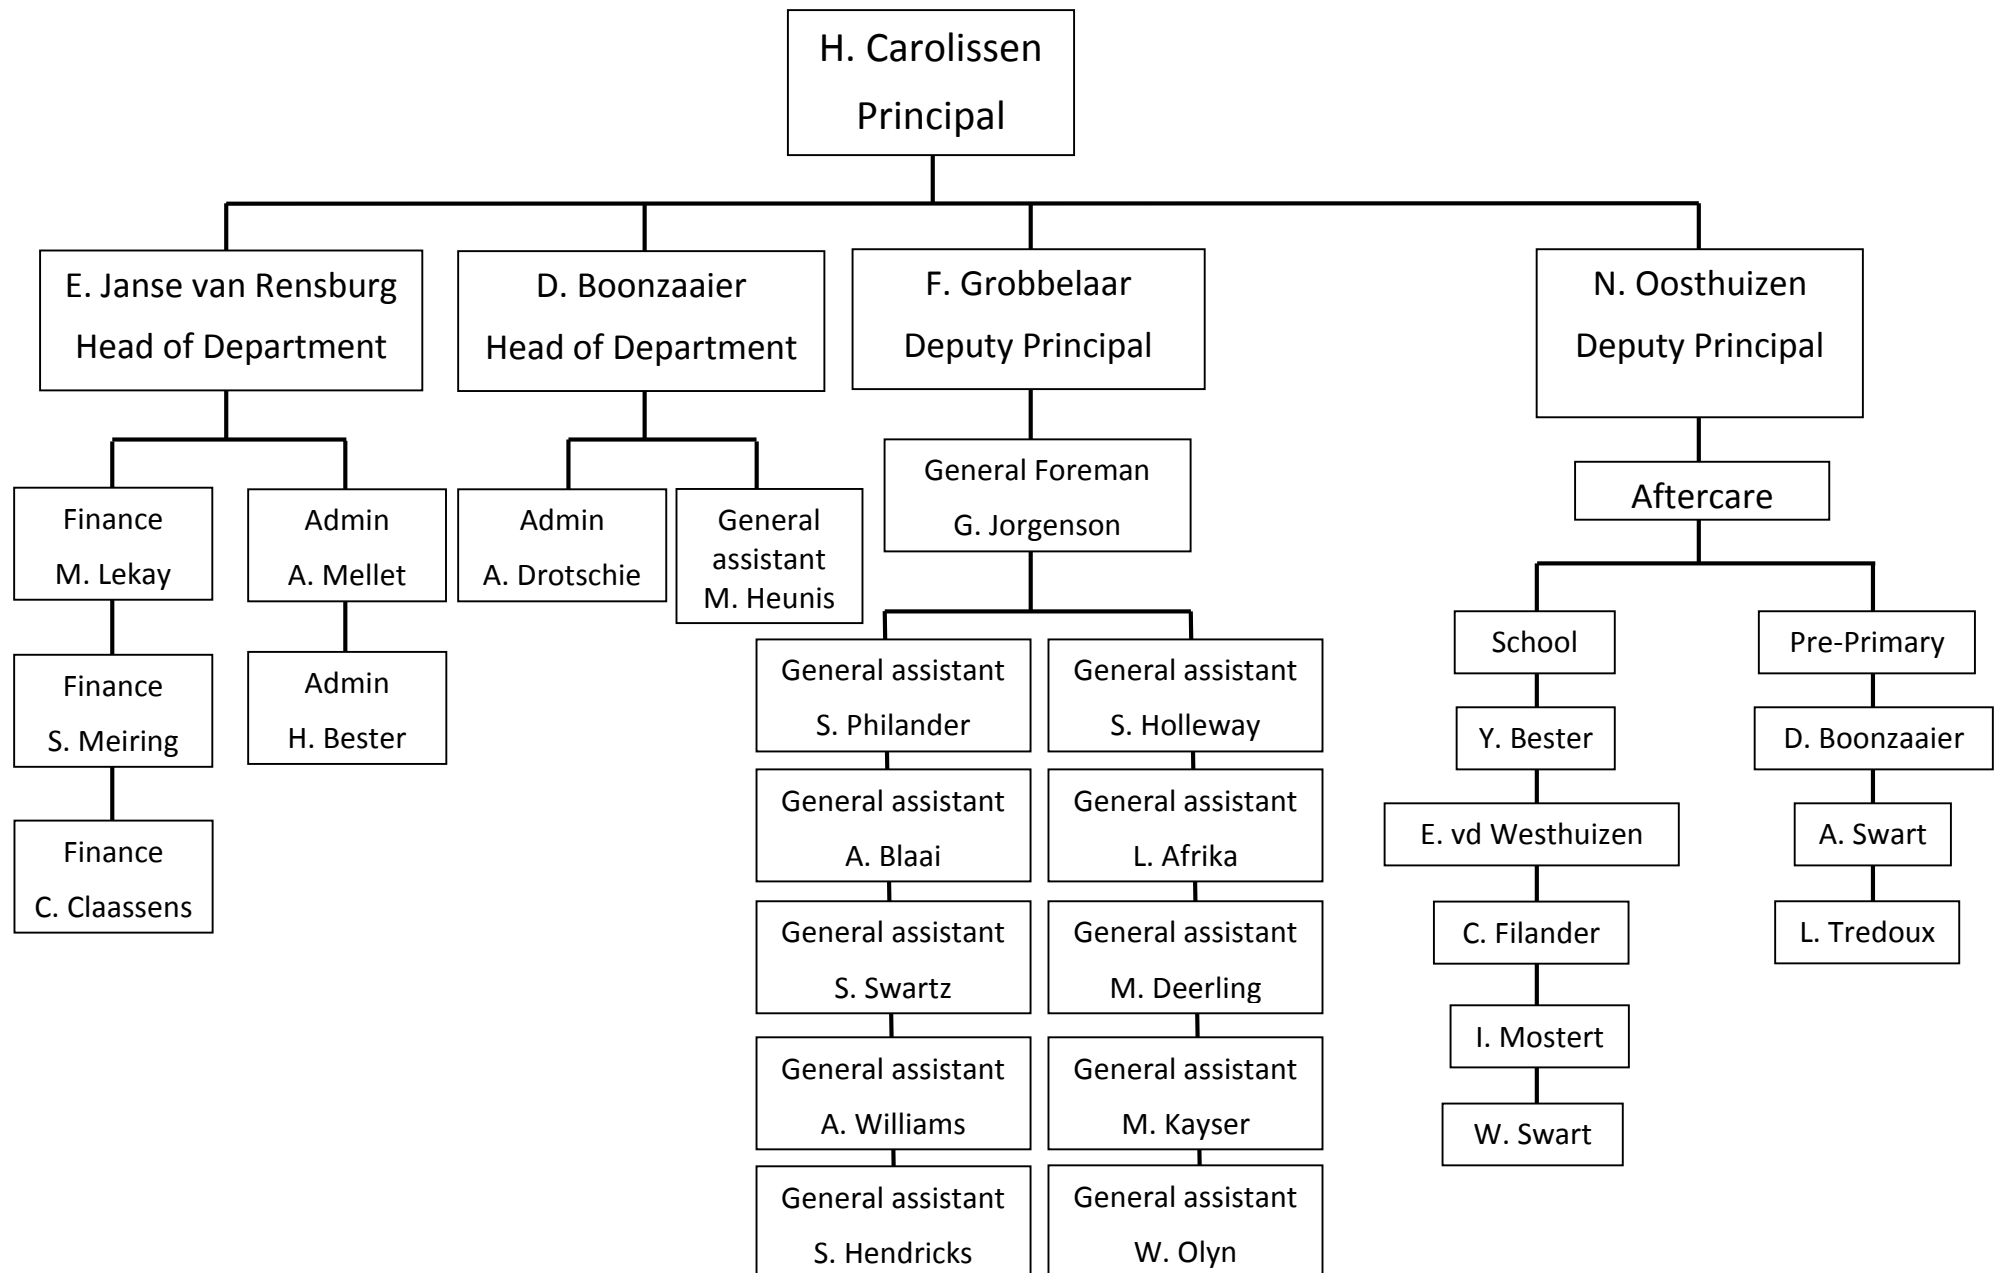 H. Carolissen
Principal
E. Janse van Rensburg
Head of Department
D. Boonzaaier
Head of Department
F. Grobbelaar
Deputy Principal
N. Oosthuizen
Deputy Principal
Finance
M. Lekay
Finance
S. Meiring
Finance
C. Claassens
Admin
A. Mellet
Admin
H. Bester
Admin
A. Drotschie
General
assistant
M. Heunis
General Foreman
G. Jorgenson
General assistant
S. Philander
General assistant
A. Blaai
General assistant
S. Swartz
General assistant
A. Williams
General assistant
S. Hendricks
General assistant
S. Holleway
General assistant
L. Afrika
General assistant
M. Deerling
General assistant
M. Kayser
General assistant
W. Olyn
Aftercare
School
Y. Bester
E. vd Westhuizen
C. Filander
I. Mostert
W. Swart
Pre-Primary
D. Boonzaaier
A. Swart
L. Tredoux